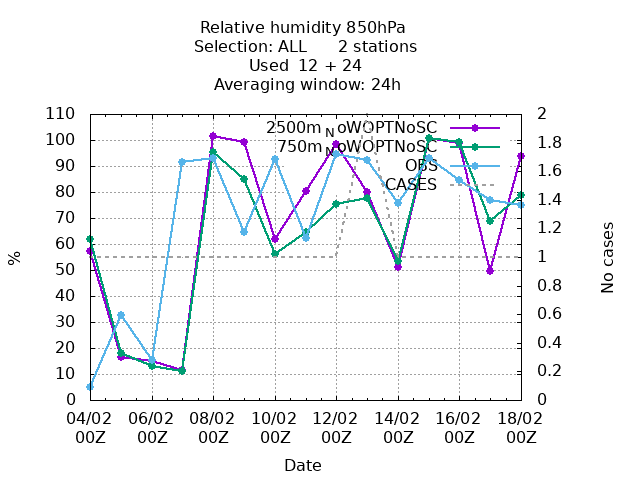 Relative humidity 850hPa
Selection: ALL 2 stations
Used 12 + 24
Averaging window: 24h
2500m NoWOPTNoSC
750m NoWOPTNoSC
OBS
CASES
110
100
90
80
70
60
50
40
30
20
10
0
2
1.8
1.6
1.4
1.2
1
0.8
0.6
0.4
0.2
0
%
No cases
04/02 06/02 08/02 10/02 12/02 14/02 16/02 18/02
00Z 00Z 00Z 00Z 00Z 00Z 00Z 00Z
Date